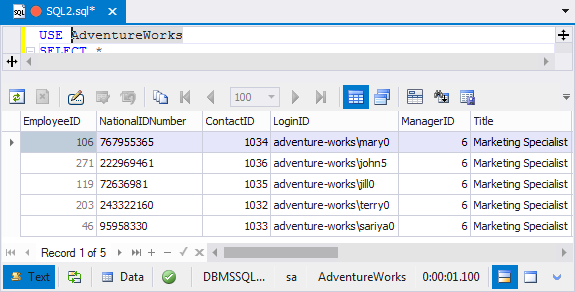 SQL SQL2.sql*
USE AdventureWorks
SELECT *
100
EmployeeID NationalIDNumber ContactID LoginID ManagerID Title
106 767955365 1034 adventure-works\mary0 6 Marketing Specialist
271 222969461 1036 adventure-works\john5 6 Marketing Specialist
119 72636981 1035 adventure-works\jill0 6 Marketing Specialist
203 243322160 1032 adventure-works\terry0 6 Marketing Specialist
46 95958330 1033 adventure-works\sariya0 6 Marketing Specialist
Record 1 of 5
Text Data DBMSSQL... sa AdventureWorks 0:00:01.100